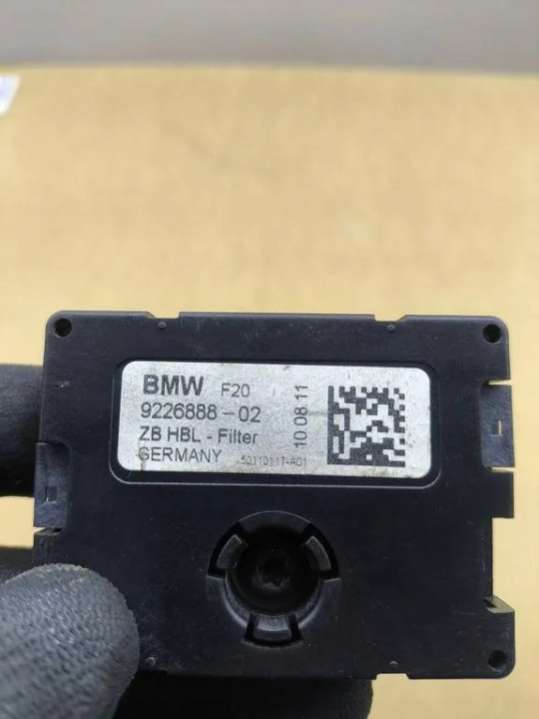 BMW F20
9226888-02
ZB HBL - Filter
GERMANY
10 08 11